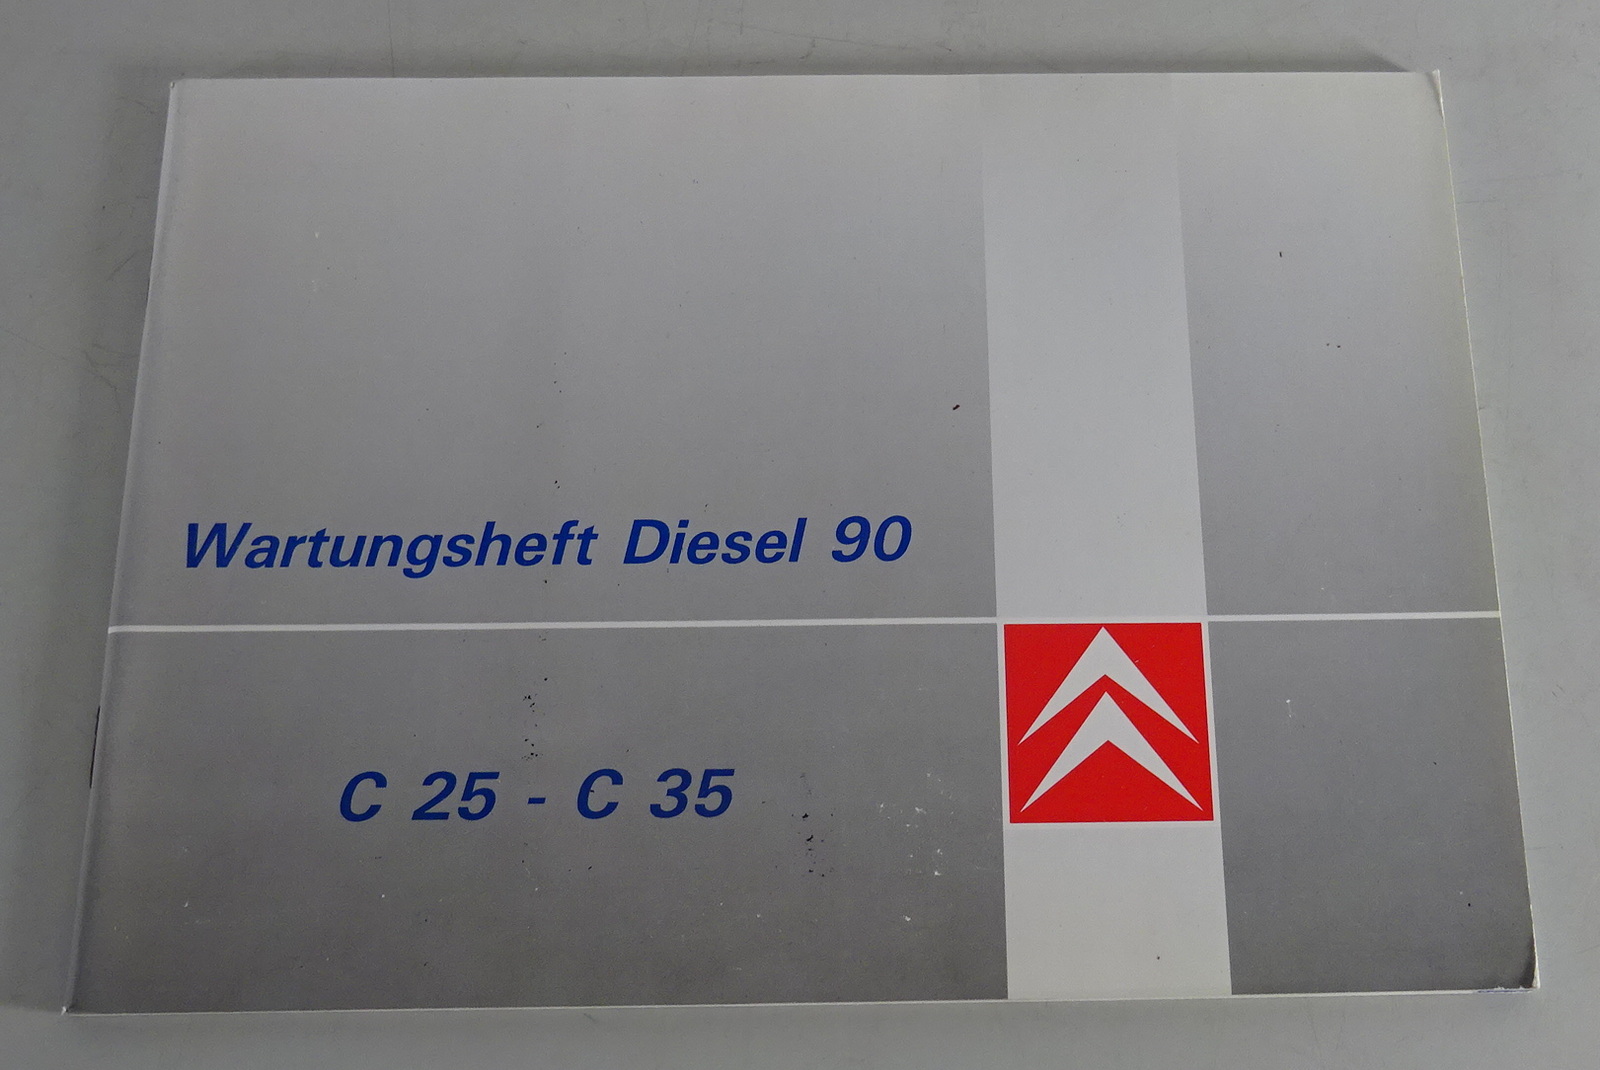 Wartungsheft Diesel 90
C 25 - C 35